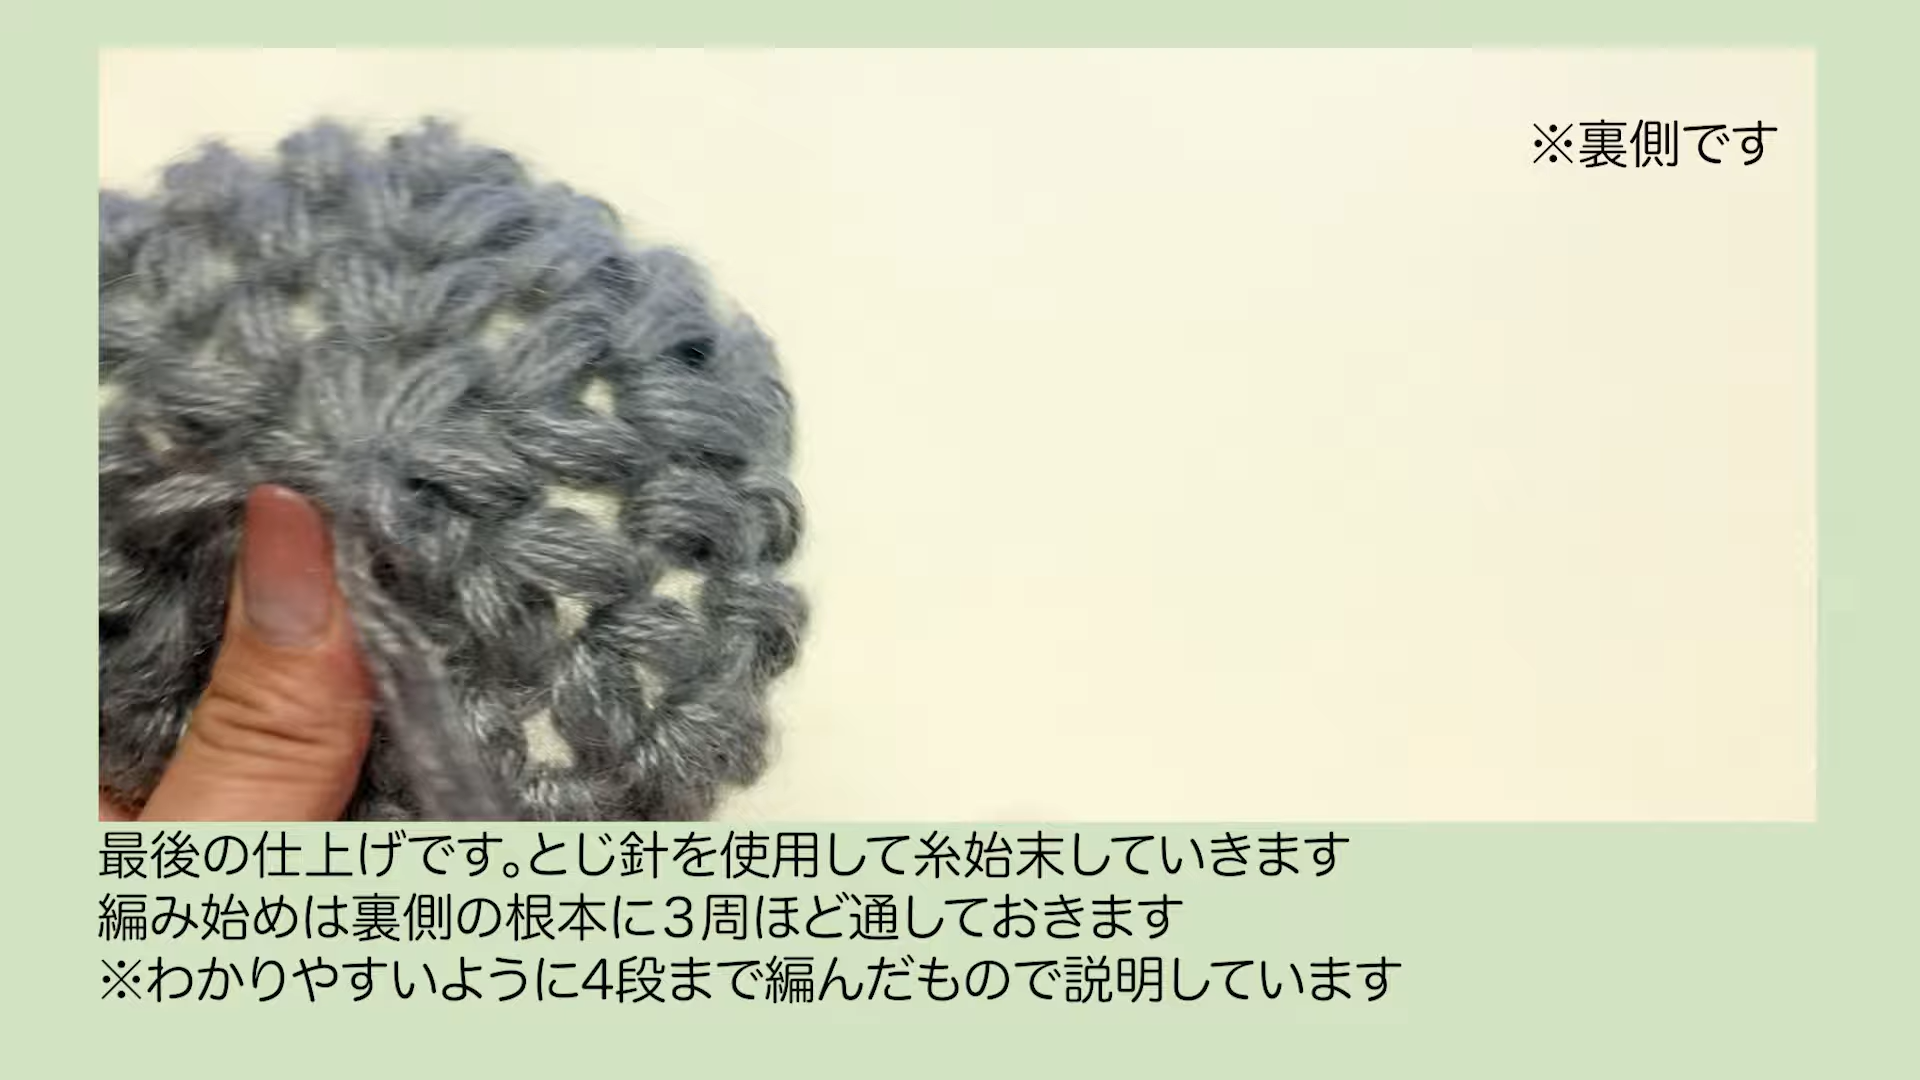 ※裏側です
最後の仕上げです。とじ針を使用して糸始末していきます
編み始めは裏側の根本に３周ほど通しておきます
※わかりやすいように4段まで編んだもので説明しています